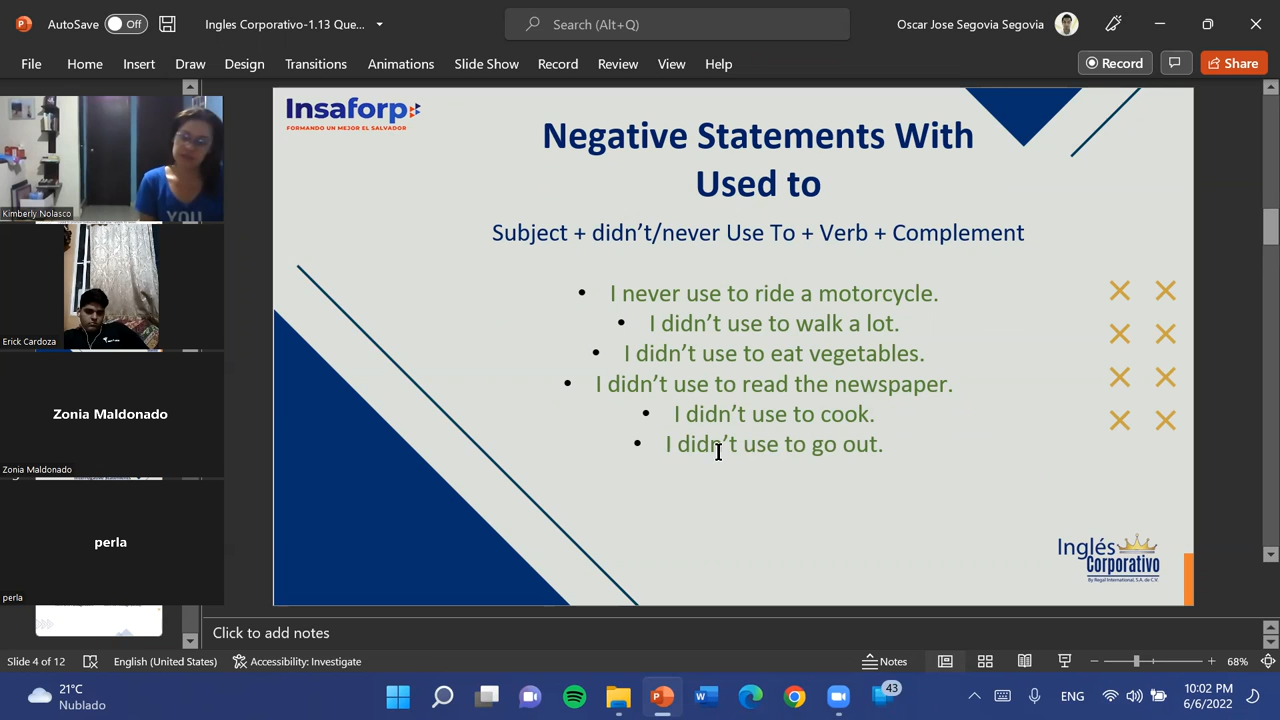 AutoSave Off Ingles Corporativo-1.13 Que... Search (Alt+Q) Oscar Jose Segovia Segovia
File Home Insert Draw Design Transitions Animations Slide Show Record Review View Help Record Share
Insaforp
FORMANDO UN MEJOR EL SALVADOR
Negative Statements With
Used to
Subject + didn't/never Use To + Verb + Complement
• I never use to ride a motorcycle.
• I didn't use to walk a lot.
• I didn't use to eat vegetables.
• I didn't use to read the newspaper.
• I didn't use to cook.
• I didn't use to go out.
Inglés
Corporativo
By Regal International, S.A. de C.V.
YOU
Kimberly Nolasco
Erick Cardoza
Zonia Maldonado
Zonia Maldonado
perla
perla
Click to add notes
Slide 4 of 12 English (United States) Accessibility: Investigate Notes 68%
21°C
Nublado
43
ENG
10:02 PM
6/6/2022